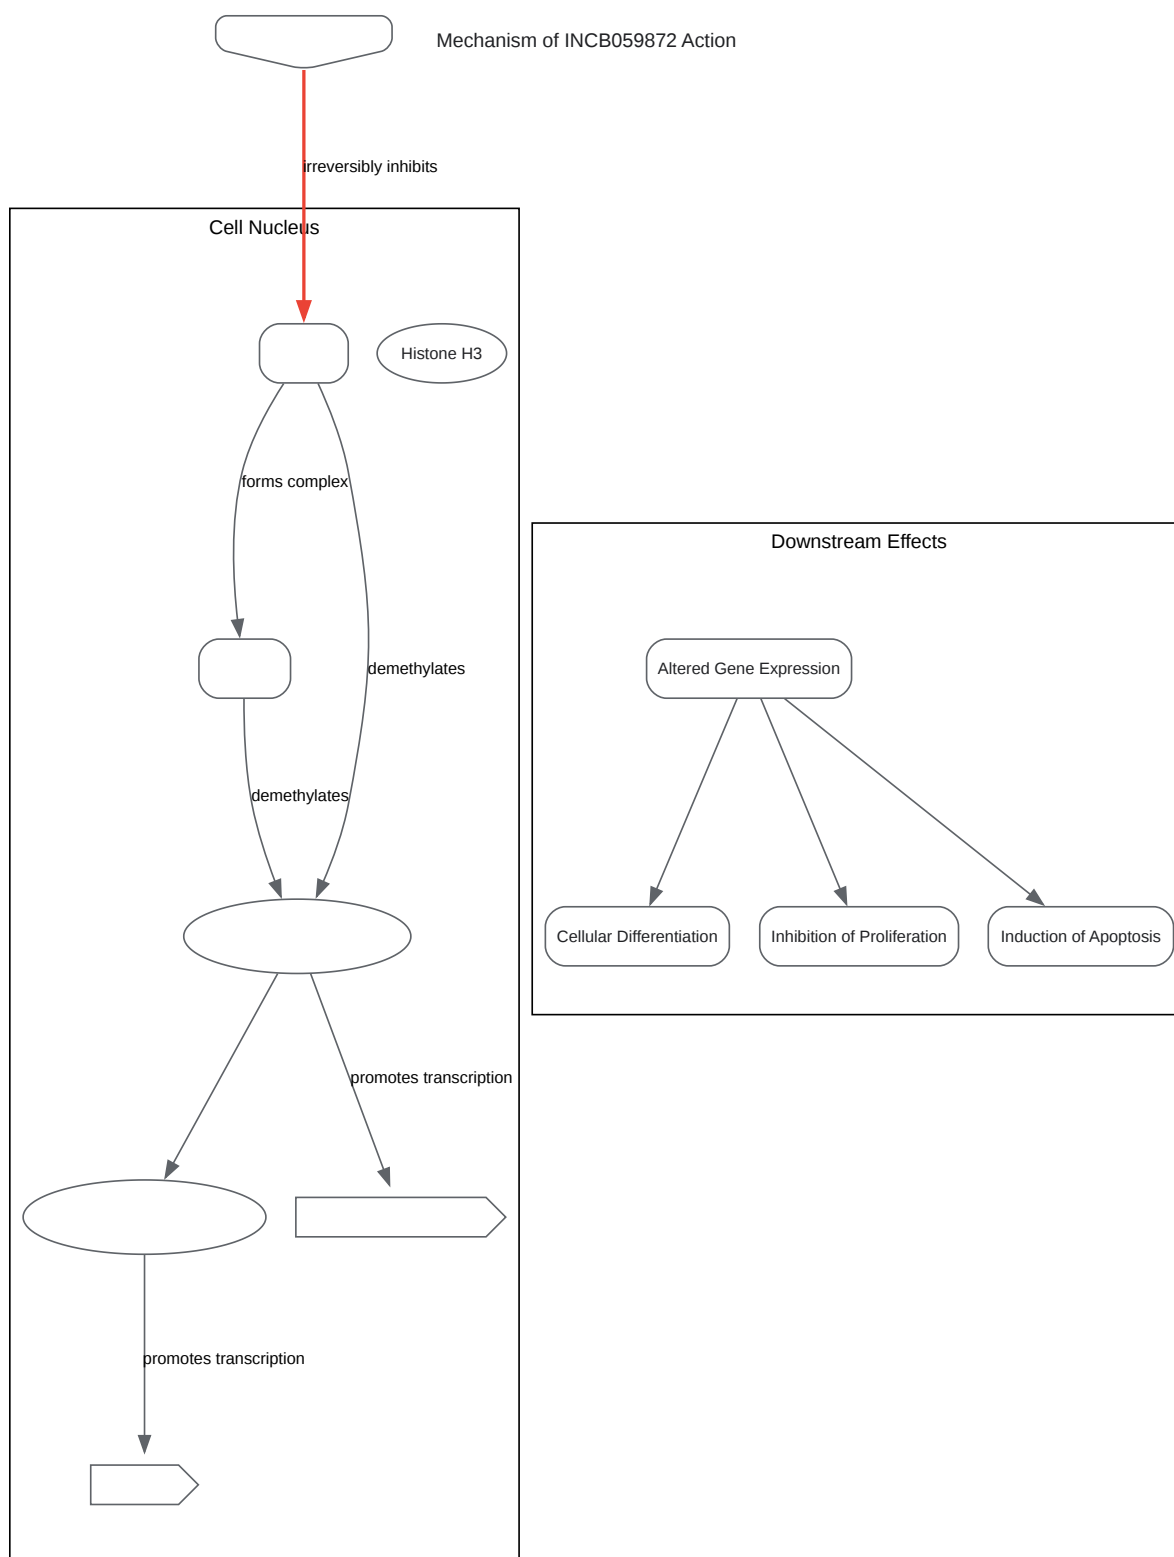 Mechanism of INCB059872 Action
irreversibly inhibits
Cell Nucleus
Histone H3
forms complex
Downstream Effects
demethylates
Altered Gene Expression
demethylates
Cellular Differentiation
Inhibition of Proliferation
Induction of Apoptosis
promotes transcription
promotes transcription